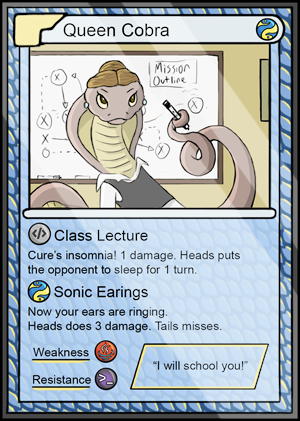 Queen Cobra
Mission
Outline
X
X
X
X
</> Class Lecture
Cure's insomnia! 1 damage. Heads puts
the opponent to sleep for 1 turn.
Sonic Earings
Now your ears are ringing.
Heads does 3 damage. Tails misses.
Weakness
Resistance >_
"I will school you!"